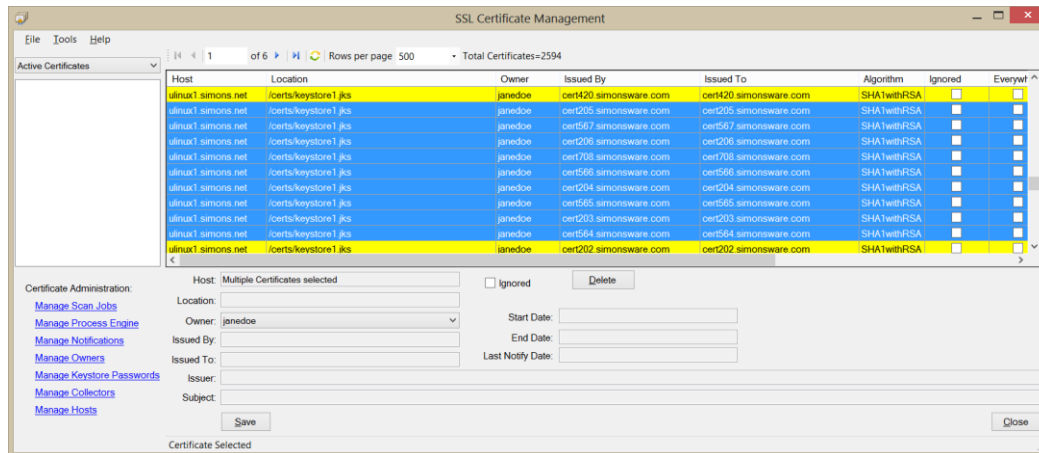 SSL Certificate Management
File Tools Help
1 of 6 Rows per page 500 Total Certificates=2594
Active Certificates
Host Location Owner Issued By Issued To Algorithm Ignored Everywh
ulinux1.simons.net /certs/keystore1.jks janedoe cert420.simonsware.com cert420.simonsware.com SHA1withRSA
ulinux1.simons.net /certs/keystore1.jks janedoe cert205.simonsware.com cert205.simonsware.com SHA1withRSA
ulinux1.simons.net /certs/keystore1.jks janedoe cert567.simonsware.com cert567.simonsware.com SHA1withRSA
ulinux1.simons.net /certs/keystore1.jks janedoe cert206.simonsware.com cert206.simonsware.com SHA1withRSA
ulinux1.simons.net /certs/keystore1.jks janedoe cert708.simonsware.com cert708.simonsware.com SHA1withRSA
ulinux1.simons.net /certs/keystore1.jks janedoe cert566.simonsware.com cert566.simonsware.com SHA1withRSA
ulinux1.simons.net /certs/keystore1.jks janedoe cert204.simonsware.com cert204.simonsware.com SHA1withRSA
ulinux1.simons.net /certs/keystore1.jks janedoe cert565.simonsware.com cert565.simonsware.com SHA1withRSA
ulinux1.simons.net /certs/keystore1.jks janedoe cert203.simonsware.com cert203.simonsware.com SHA1withRSA
ulinux1.simons.net /certs/keystore1.jks janedoe cert564.simonsware.com cert564.simonsware.com SHA1withRSA
ulinux1.simons.net /certs/keystore1.jks janedoe cert202.simonsware.com cert202.simonsware.com SHA1withRSA
Certificate Administration:
Manage Scan Jobs
Manage Process Engine
Manage Notifications
Manage Owners
Manage Keystore Passwords
Manage Collectors
Manage Hosts
Host: Multiple Certificates selected
Ignored
Delete
Location:
Owner: janedoe
Start Date:
Issued By:
End Date:
Issued To:
Last Notify Date:
Issuer:
Subject:
Save
Close
Certificate Selected